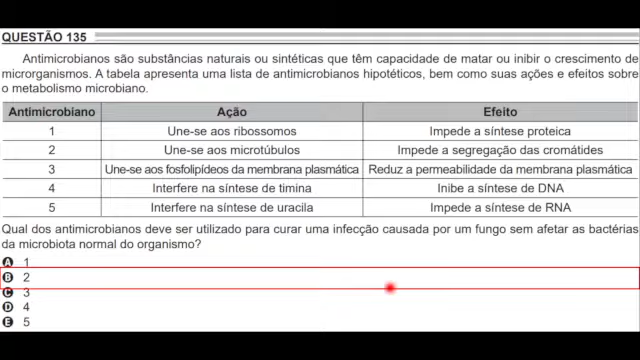 QUESTÃO 135
Antimicrobianos são substâncias naturais ou sintéticas que têm capacidade de matar ou inibir o crescimento de
microrganismos. A tabela apresenta uma lista de antimicrobianos hipotéticos, bem como suas ações e efeitos sobre
o metabolismo microbiano.
Antimicrobiano Ação Efeito
1 Une-se aos ribossomos Impede a síntese proteica
2 Une-se aos microtúbulos Impede a segregação das cromátides
3 Une-se aos fosfolipídeos da membrana plasmática Reduz a permeabilidade da membrana plasmática
4 Interfere na síntese de timina Inibe a síntese de DNA
5 Interfere na síntese de uracila Impede a síntese de RNA
Qual dos antimicrobianos deve ser utilizado para curar uma infecção causada por um fungo sem afetar as bactérias
da microbiota normal do organismo?
A 1
B 2
C 3
D 4
E 5